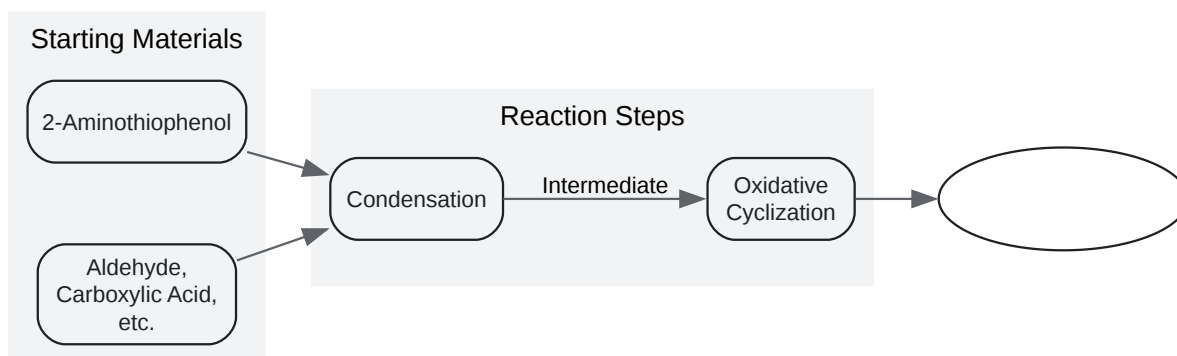 Starting Materials
2-Aminothiophenol
Aldehyde,
Carboxylic Acid,
etc.
Reaction Steps
Condensation
Intermediate
Oxidative
Cyclization